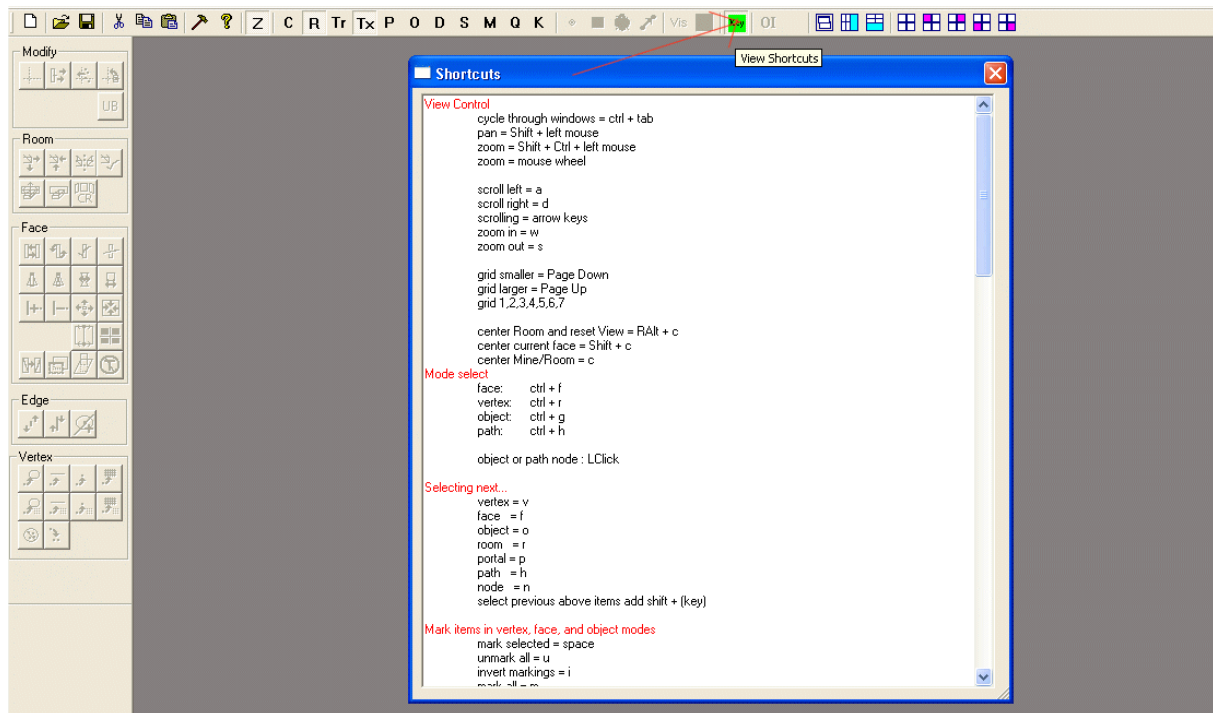 Z C R Tr Tx P O D S M Q K Vis Key OI
View Shortcuts
Modify
UB
Room
CR
Face
Edge
Vertex
Shortcuts
View Control
cycle through windows = ctrl + tab
pan = Shift + left mouse
zoom = Shift + Ctrl + left mouse
zoom = mouse wheel
scroll left = a
scroll right = d
scrolling = arrow keys
zoom in = w
zoom out = s
grid smaller = Page Down
grid larger = Page Up
grid 1,2,3,4,5,6,7
center Room and reset View = RAlt + c
center current face = Shift + c
center Mine/Room = c
Mode select
face: ctrl + f
vertex: ctrl + r
object: ctrl + g
path: ctrl + h
object or path node : LClick
Selecting next...
vertex = v
face = f
object = o
room = r
portal = p
path = h
node = n
select previous above items add shift + (key)
Mark items in vertex, face, and object modes
mark selected = space
unmark all = u
invert markings = i
mark all = m